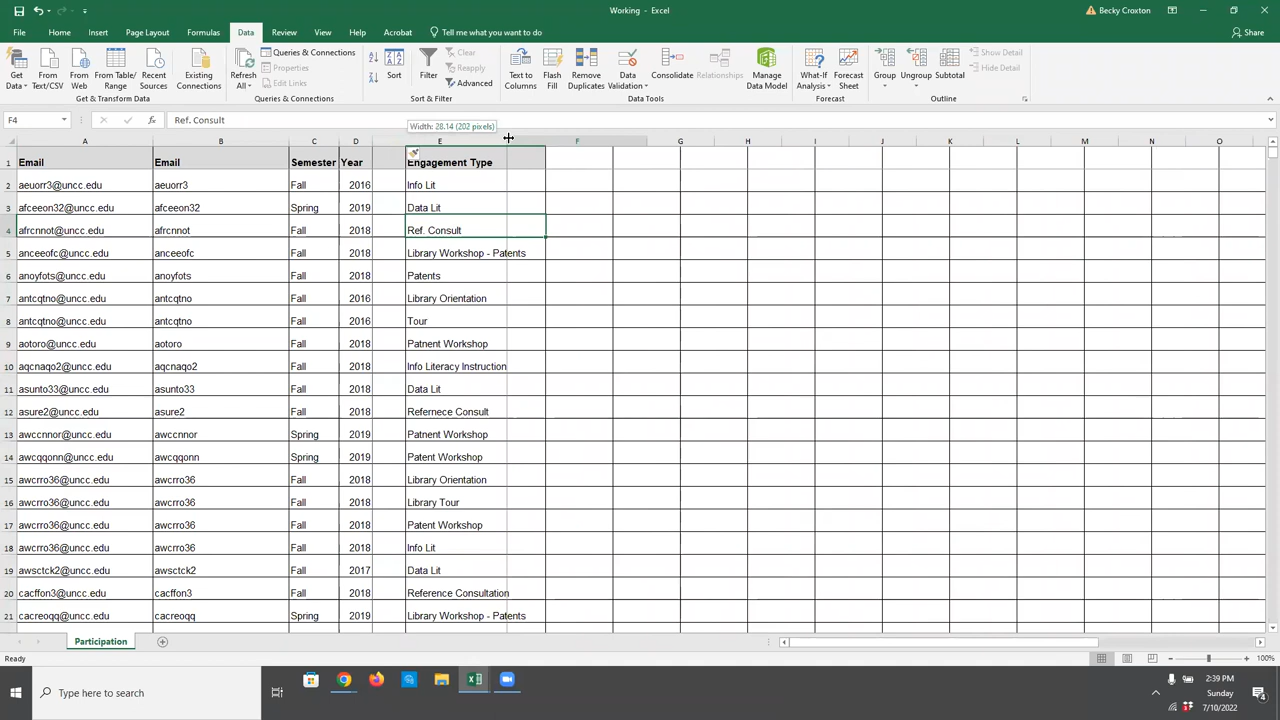 Working - Excel
Becky Croxton
File Home Insert Page Layout Formulas Data Review View Help Acrobat Tell me what you want to do Share
Get Data From Text/CSV From Web From Table/ Range Recent Sources Existing Connections
Get & Transform Data
Refresh All Queries & Connections Properties Edit Links
Queries & Connections
Sort Filter Clear Reapply Advanced
Sort & Filter
Text to Columns Flash Fill Remove Duplicates Data Validation Consolidate Relationships Manage Data Model
Data Tools
What-If Analysis Forecast Sheet
Forecast
Group Ungroup Subtotal Show Detail Hide Detail
Outline
F4 fx Ref. Consult
Width: 28.14 (202 pixels)
A B C D E F G H I J K L M N O
1 Email Email Semester Year Engagement Type
2 aeuorr3@uncc.edu aeuorr3 Fall 2016 Info Lit
3 afceeon32@uncc.edu afceeon32 Spring 2019 Data Lit
4 afrcnnot@uncc.edu afrcnnot Fall 2018 Ref. Consult
5 anceeofc@uncc.edu anceeofc Fall 2018 Library Workshop - Patents
6 anoyfots@uncc.edu anoyfots Fall 2018 Patents
7 antcqtno@uncc.edu antcqtno Fall 2016 Library Orientation
8 antcqtno@uncc.edu antcqtno Fall 2016 Tour
9 aotoro@uncc.edu aotoro Fall 2018 Patnent Workshop
10 aqcnaqo2@uncc.edu aqcnaqo2 Fall 2018 Info Literacy Instruction
11 asunto33@uncc.edu asunto33 Fall 2018 Data Lit
12 asure2@uncc.edu asure2 Fall 2018 Refernece Consult
13 awccnnor@uncc.edu awccnnor Spring 2019 Patnent Workshop
14 awcqqonn@uncc.edu awcqqonn Spring 2019 Patent Workshop
15 awcrro36@uncc.edu awcrro36 Fall 2018 Library Orientation
16 awcrro36@uncc.edu awcrro36 Fall 2018 Library Tour
17 awcrro36@uncc.edu awcrro36 Fall 2018 Patent Workshop
18 awcrro36@uncc.edu awcrro36 Fall 2018 Info Lit
19 awsctck2@uncc.edu awsctck2 Fall 2017 Data Lit
20 cacffon3@uncc.edu cacffon3 Fall 2018 Reference Consultation
21 cacreoqq@uncc.edu cacreoqq Spring 2019 Library Workshop - Patents
Participation
Ready 100%
Type here to search
2:39 PM
Sunday
7/10/2022
4